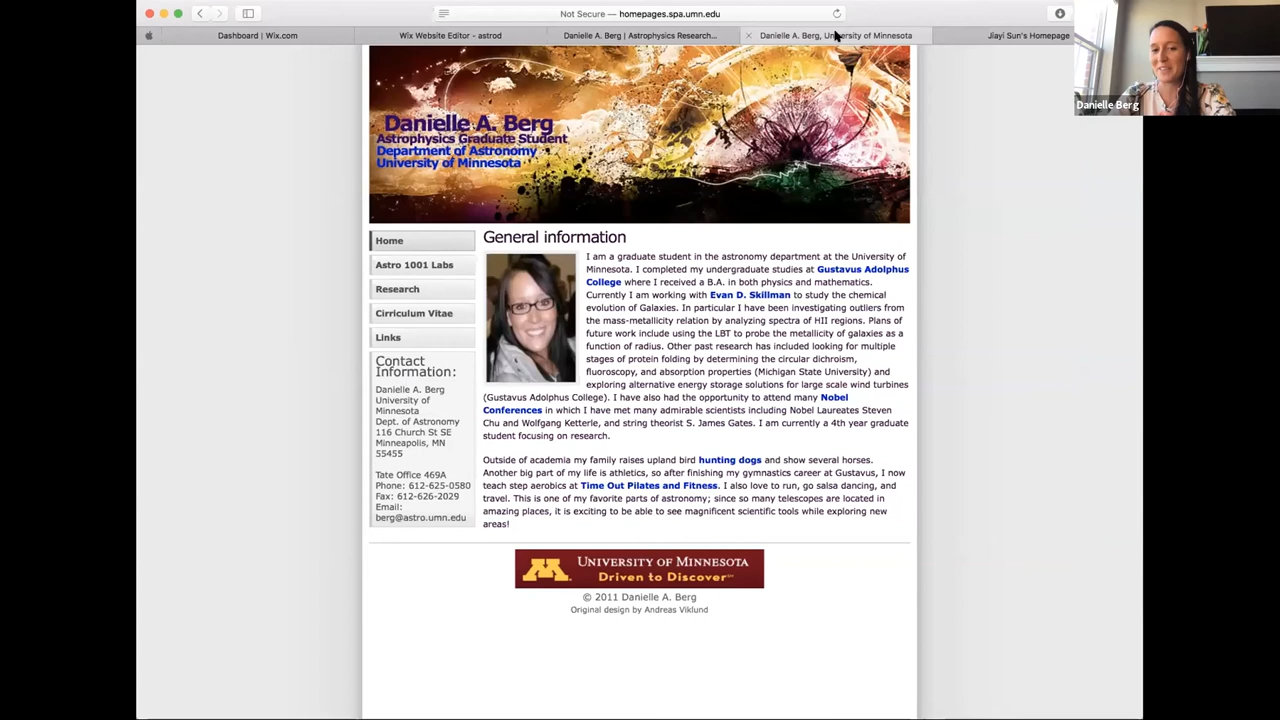 Not Secure — homepages.spa.umn.edu
Dashboard | Wix.com
Wix Website Editor - astrod
Danielle A. Berg | Astrophysics Research...
Danielle A. Berg, University of Minnesota
Jiayi Sun's Homepage
Danielle Berg
Danielle A. Berg
Astrophysics Graduate Student
Department of Astronomy
University of Minnesota
Home
Astro 1001 Labs
Research
Cirriculum Vitae
Links
Contact
Information:
Danielle A. Berg
University of
Minnesota
Dept. of Astronomy
116 Church St SE
Minneapolis, MN
55455
Tate Office 469A
Phone: 612-625-0580
Fax: 612-626-2029
Email:
berg@astro.umn.edu
General information
I am a graduate student in the astronomy department at the University of
Minnesota. I completed my undergraduate studies at Gustavus Adolphus
College where I received a B.A. in both physics and mathematics.
Currently I am working with Evan D. Skillman to study the chemical
evolution of Galaxies. In particular I have been investigating outliers from
the mass-metallicity relation by analyzing spectra of HII regions. Plans of
future work include using the LBT to probe the metallicity of galaxies as a
function of radius. Other past research has included looking for multiple
stages of protein folding by determining the circular dichroism,
fluroscopy, and absorption properties (Michigan State University) and
exploring alternative energy storage solutions for large scale wind turbines
(Gustavus Adolphus College). I have also had the opportunity to attend many Nobel
Conferences in which I have met many admirable scientists including Nobel Laureates Steven
Chu and Wolfgang Ketterle, and string theorist S. James Gates. I am currently a 4th year graduate
student focusing on research.
Outside of academia my family raises upland bird hunting dogs and show several horses.
Another big part of my life is athletics, so after finishing my gymnastics career at Gustavus, I now
teach step aerobics at Time Out Pilates and Fitness. I also love to run, go salsa dancing, and
travel. This is one of my favorite parts of astronomy; since so many telescopes are located in
amazing places, it is exciting to be able to see magnificent scientific tools while exploring new
areas!
UNIVERSITY OF MINNESOTA
Driven to Discover℠
© 2011 Danielle A. Berg
Original design by Andreas Viklund